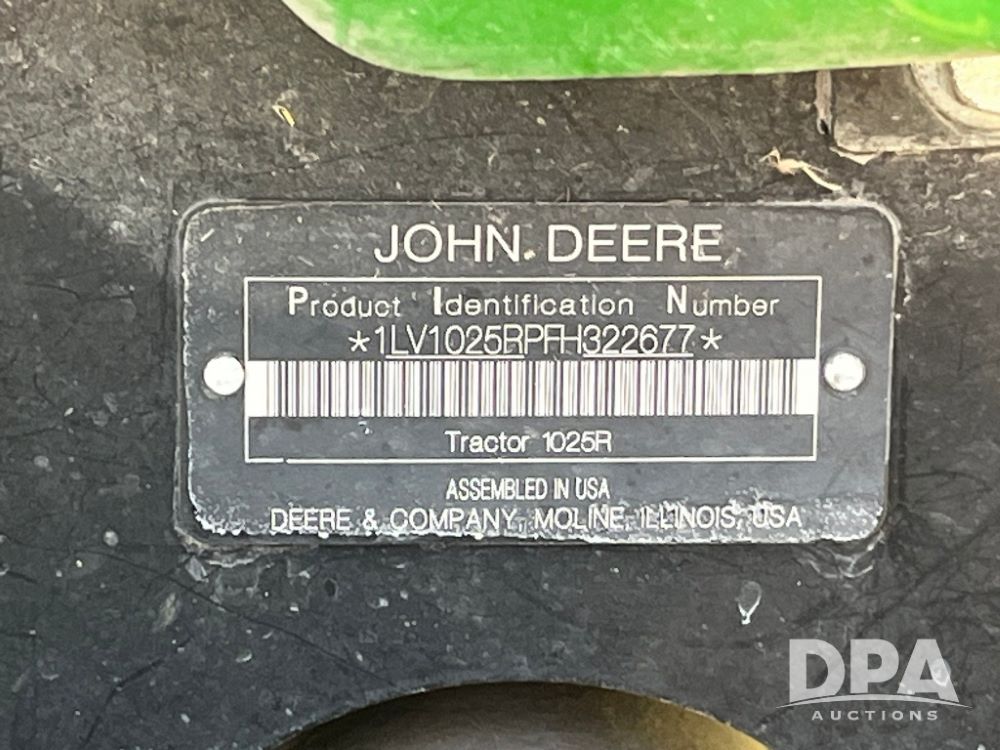 JOHN DEERE
Product Identification Number
*1LV1025RPFH322677*
Tractor 1025R
ASSEMBLED IN USA
DEERE & COMPANY, MOLINE, ILLINOIS, USA
DPA
AUCTIONS